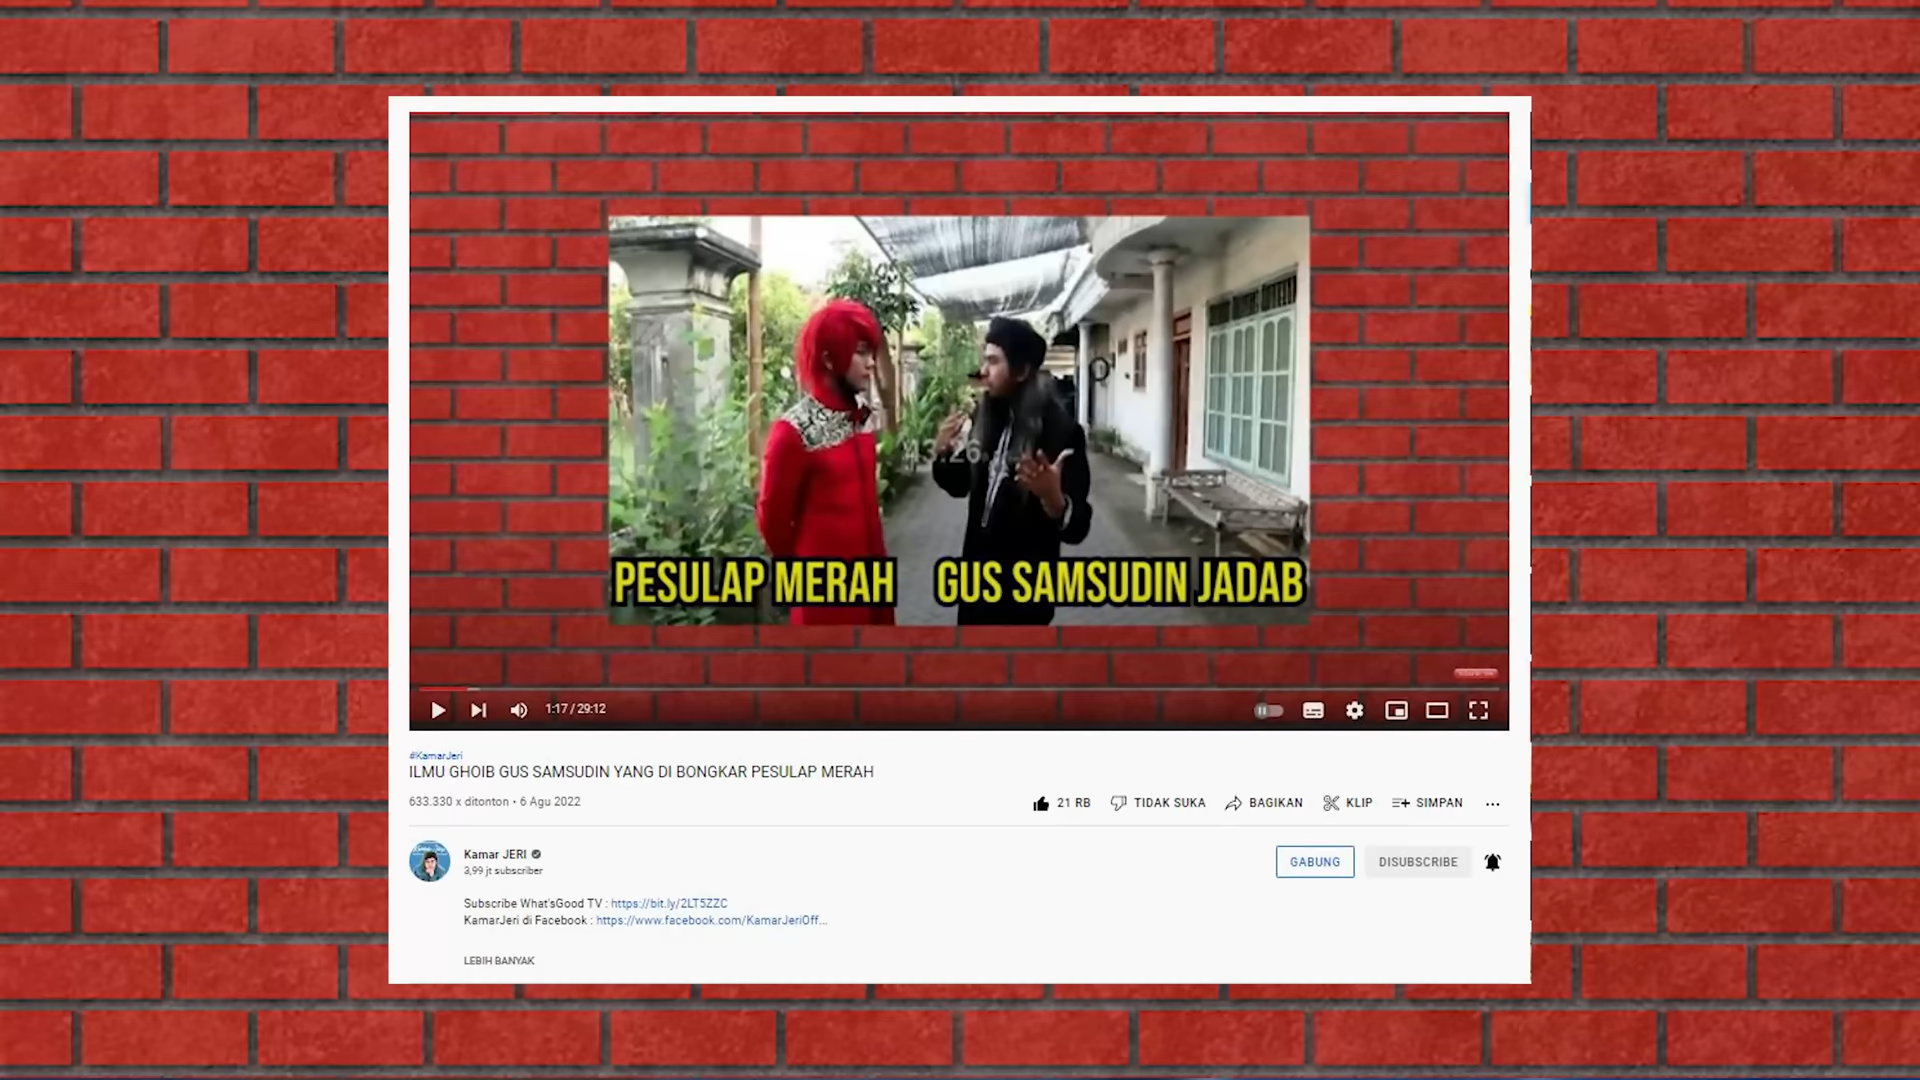 43:26
PESULAP MERAH GUS SAMSUDIN JADAB
1:17 / 29:12
#KamarJeri
ILMU GHOIB GUS SAMSUDIN YANG DI BONGKAR PESULAP MERAH
633.330 x ditonton • 6 Agu 2022
21 RB TIDAK SUKA BAGIKAN KLIP SIMPAN
Kamar JERI
3,99 jt subscriber
GABUNG DISUBSCRIBE
Subscribe What'sGood TV : https://bit.ly/2LT5ZZC
KamarJeri di Facebook : https://www.facebook.com/KamarJeriOff...
LEBIH BANYAK